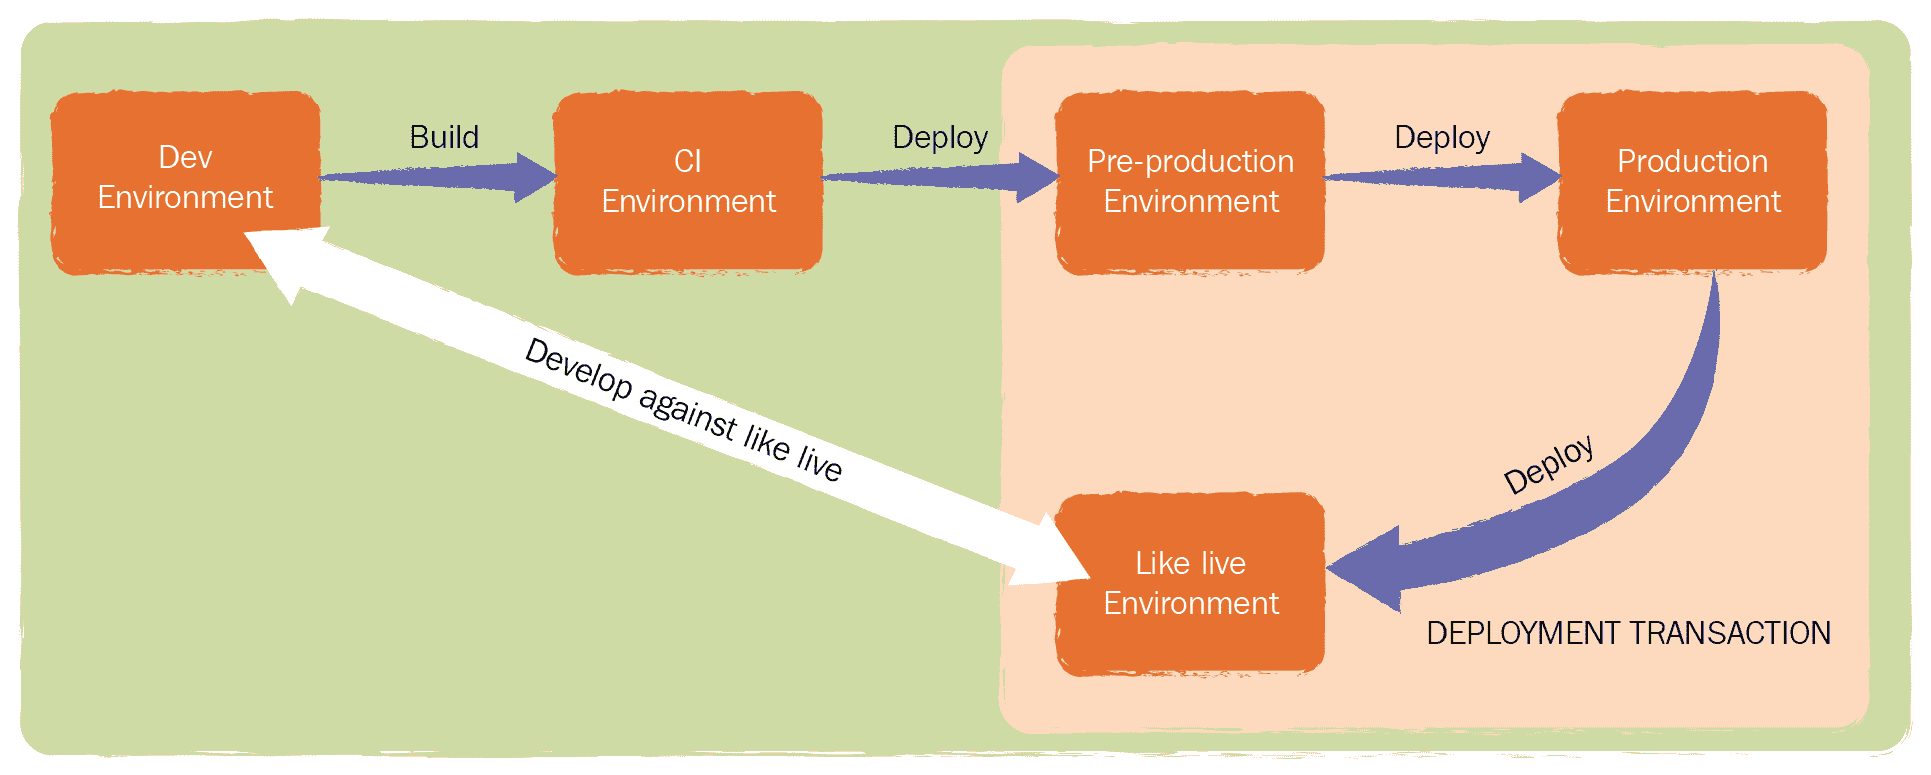 Dev
Environment
Build
CI
Environment
Deploy
Pre-production
Environment
Deploy
Production
Environment
Develop against like live
Deploy
Like live
Environment
DEPLOYMENT TRANSACTION